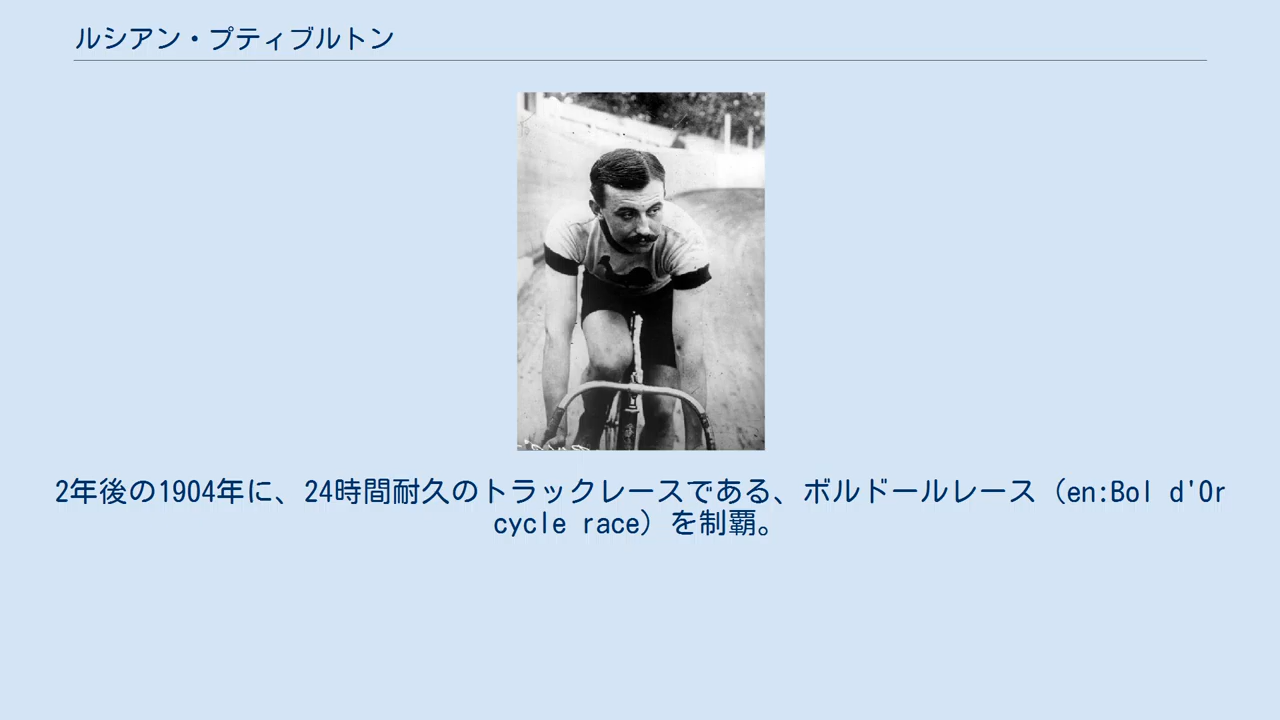 ルシアン・プティブルトン
2年後の1904年に、24時間耐久のトラックレースである、ボルドールレース（en:Bol d'Or
cycle race）を制覇。